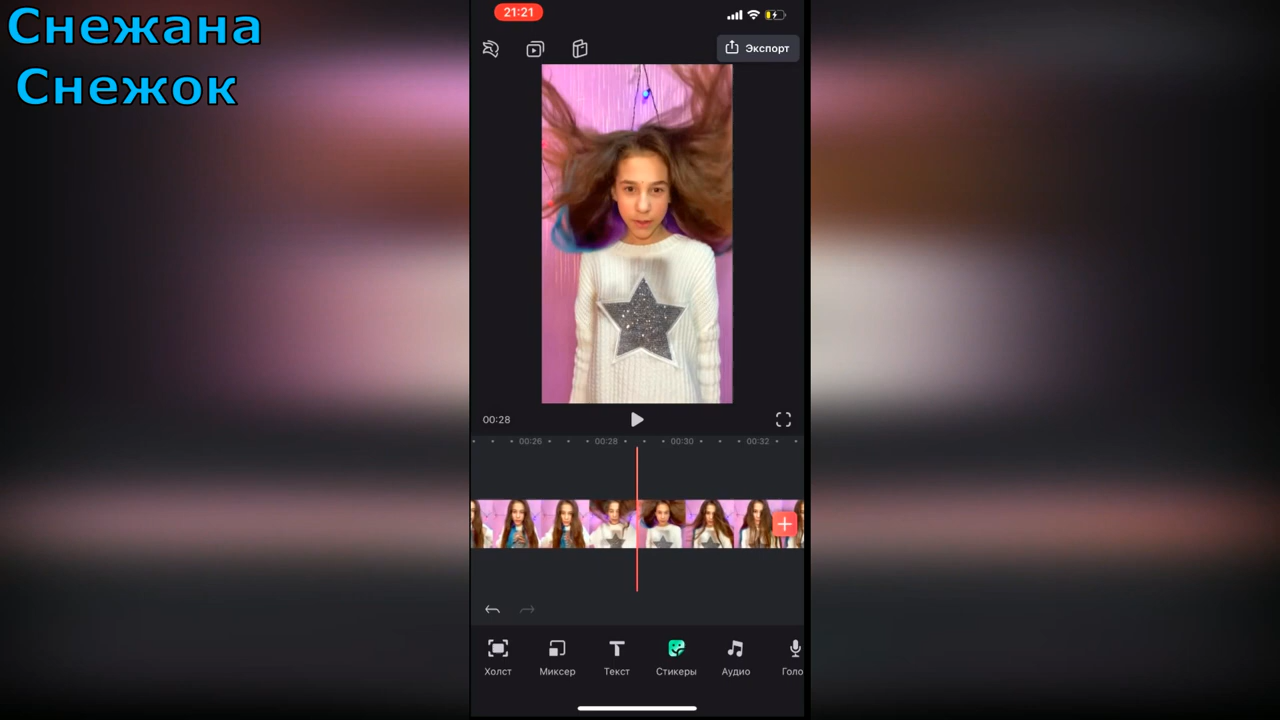 Снежана
Снежок
21:21
Экспорт
00:28
00:26 00:28 00:30 00:32
Холст Миксер Текст Стикеры Аудио Голо